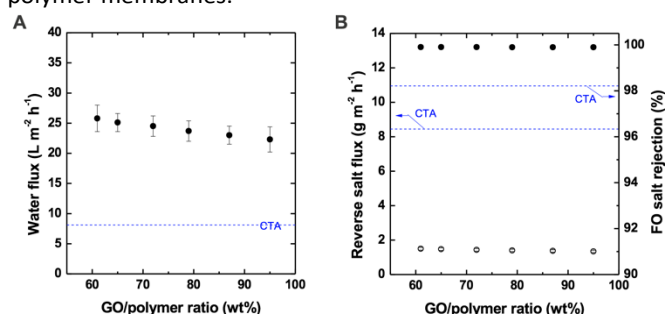 polymer membranes.
A
Water flux (L m⁻² h⁻¹)
40
35
30
25
20
15
10
5
0
CTA
60 70 80 90 100
GO/polymer ratio (wt%)
B
Reverse salt flux (g m⁻² h⁻¹)
14
12
10
8
6
4
2
0
CTA
CTA
100
98
96
94
92
90
FO salt rejection (%)
60 70 80 90 100
GO/polymer ratio (wt%)